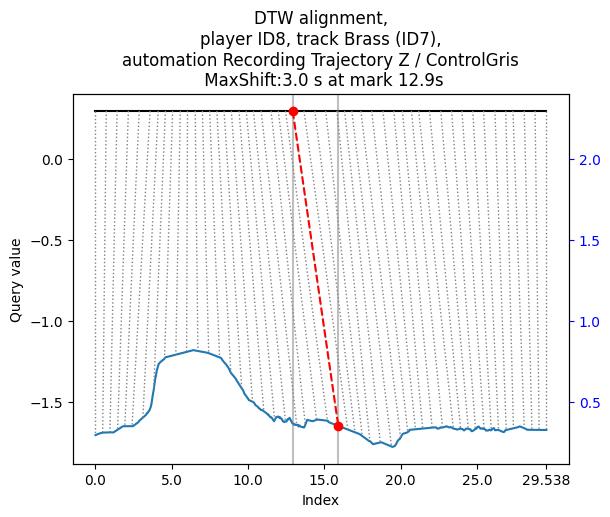 DTW alignment,
player ID8, track Brass (ID7),
automation Recording Trajectory Z / ControlGris
MaxShift:3.0 s at mark 12.9s
Query value
0.0
−0.5
−1.0
−1.5
2.0
1.5
1.0
0.5
0.0
5.0
10.0
15.0
20.0
25.0
29.538
Index